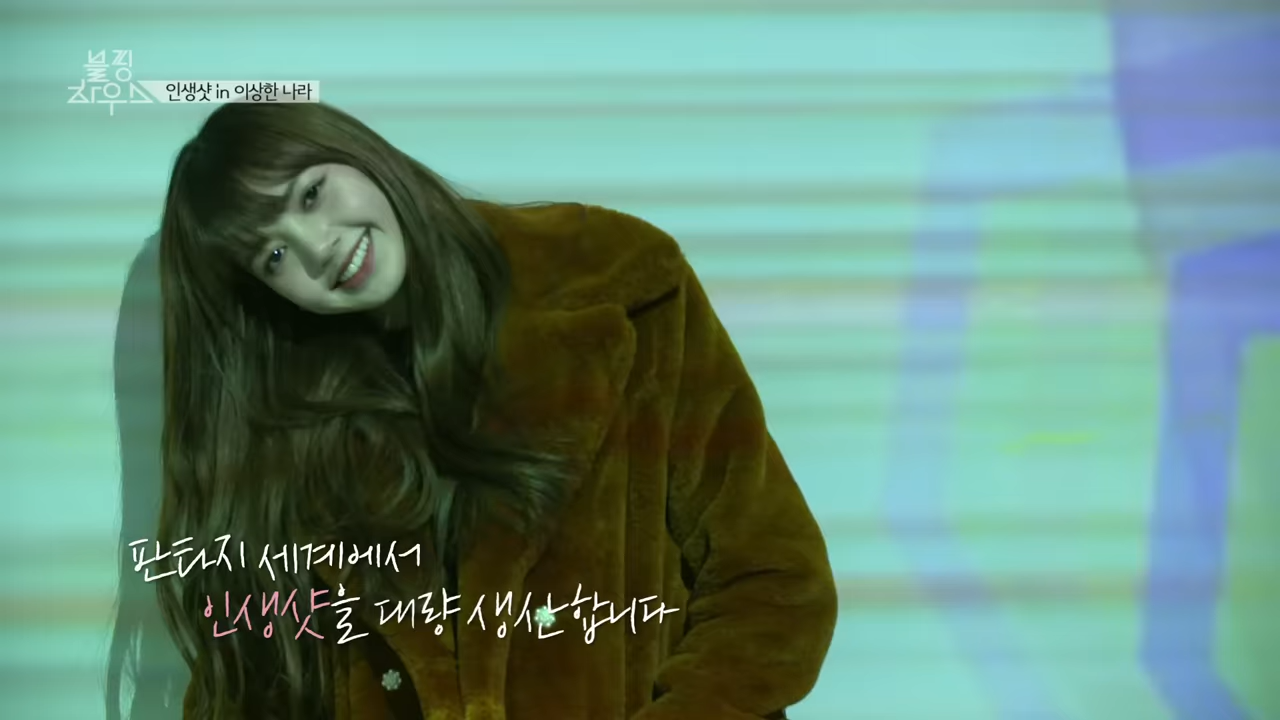 블핑
하우스
인생샷 in 이상한 나라
판타지 세계에서
인생샷을 대량 생산합니다